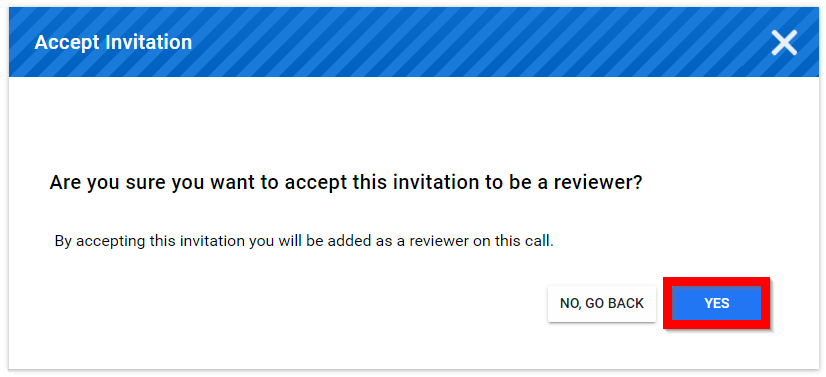 Accept Invitation
Are you sure you want to accept this invitation to be a reviewer?
By accepting this invitation you will be added as a reviewer on this call.
NO, GO BACK
YES